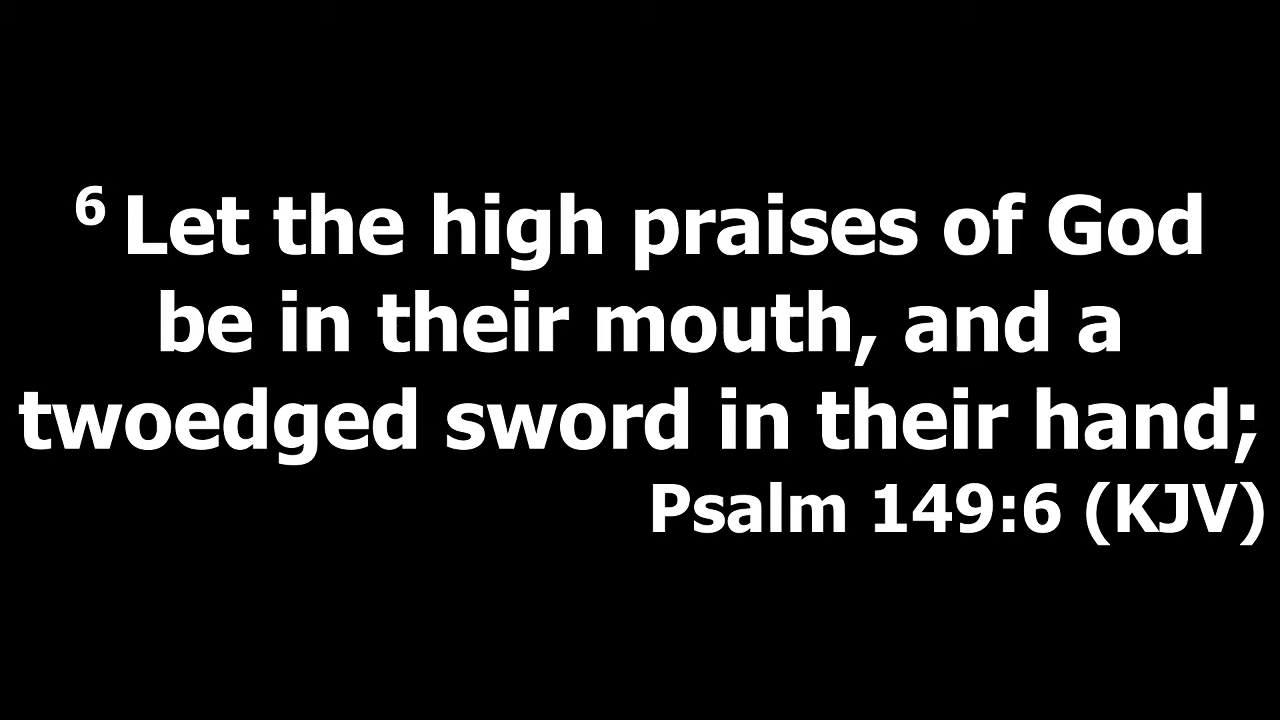 6 Let the high praises of God
be in their mouth, and a
twoedged sword in their hand;
Psalm 149:6 (KJV)